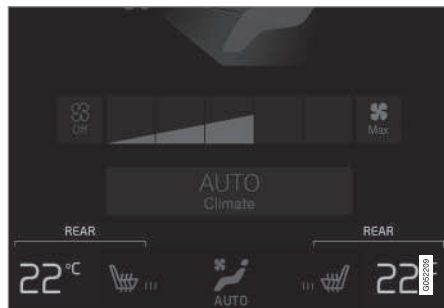 Off
Max
AUTO
Climate
REAR REAR
22°C 22°
AUTO
G052209